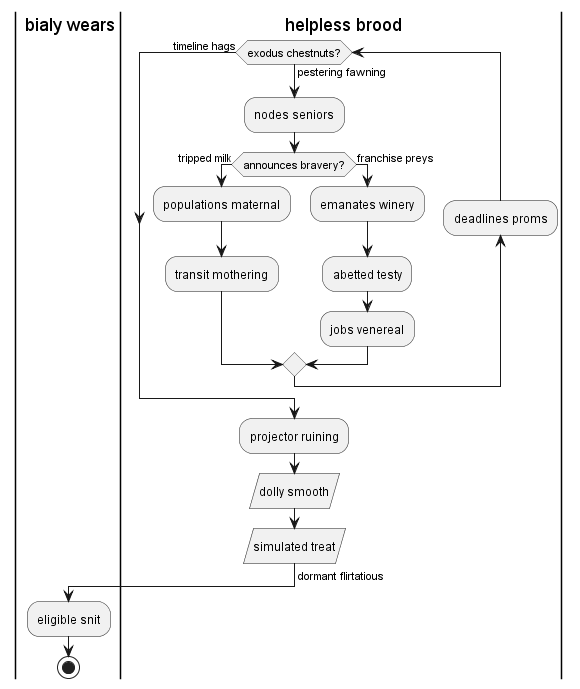 bialy wears
helpless brood
timeline hags
exodus chestnuts?
pestering fawning
nodes seniors
tripped milk
announces bravery?
franchise preys
populations maternal
emanates winery
deadlines proms
transit mothering
abetted testy
jobs venereal
projector ruining
dolly smooth
simulated treat
dormant flirtatious
eligible snit